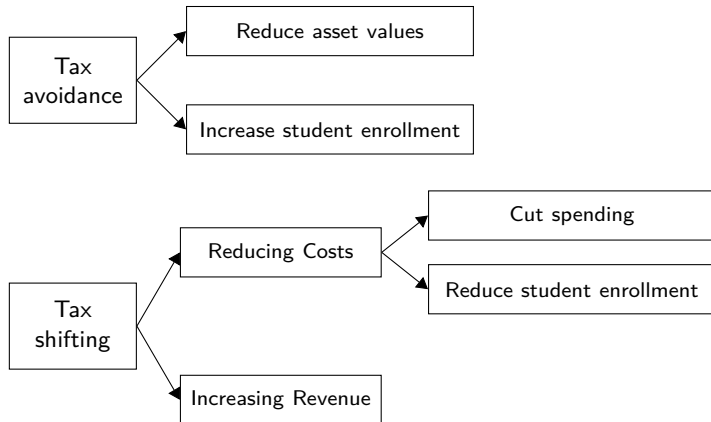 Reduce asset values
Tax
avoidance
Increase student enrollment
Cut spending
Reducing Costs
Reduce student enrollment
Tax
shifting
Increasing Revenue